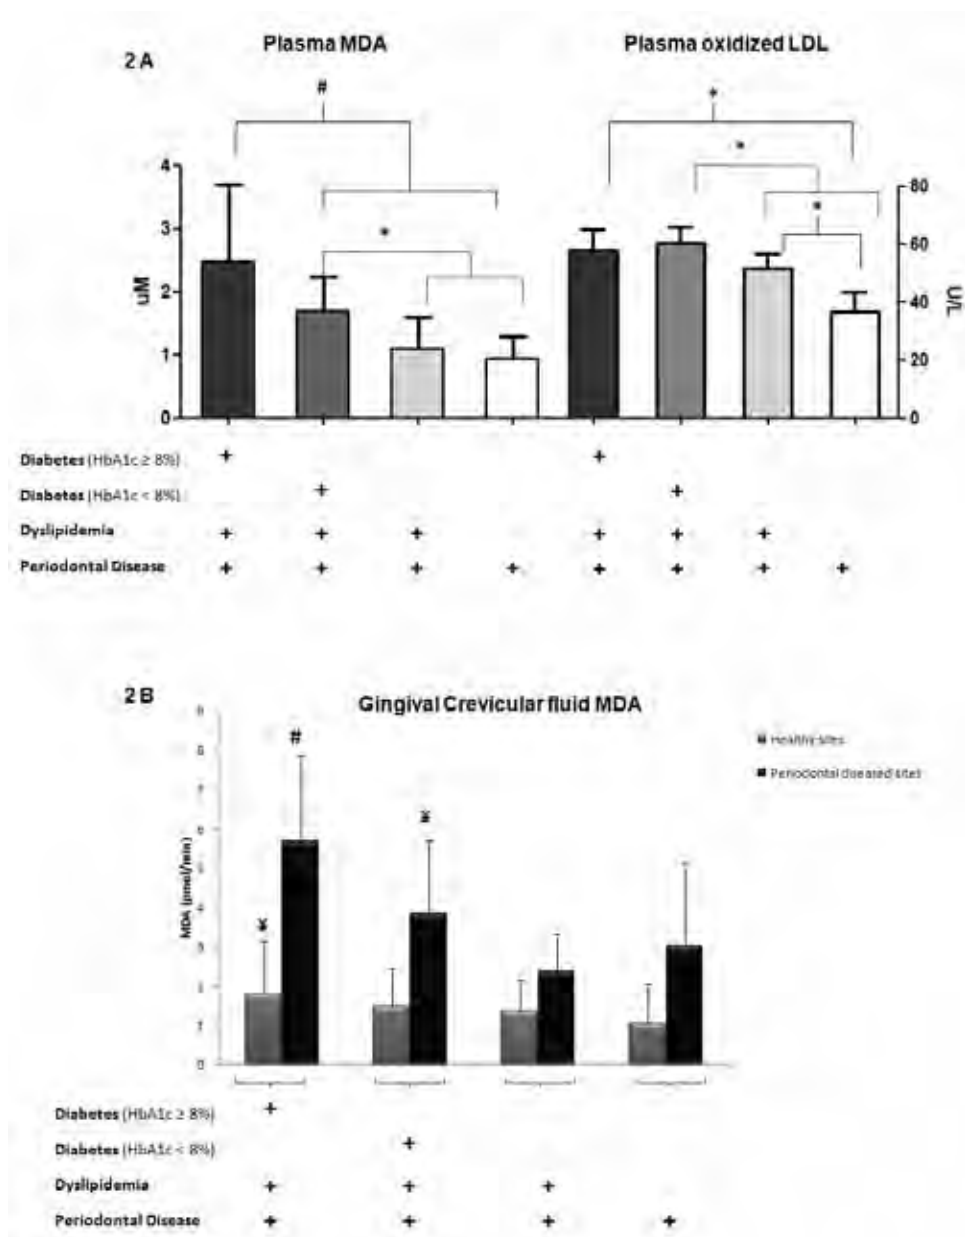 2 A
Plasma MDA
Plasma oxidized LDL
#
*
*
*
*
4
3
2
1
0
uM
80
60
40
20
0
U/L
Diabetes (HbA1c ≥ 8%) + +
Diabetes (HbA1c < 8%) + +
Dyslipidemia + + + + + +
Periodontal Disease + + + + + + + +
2 B
Gingival Crevicular fluid MDA
Healthy sites
Periodontal diseased sites
#
¥
¥
MDA (pmol/min)
Diabetes (HbA1c ≥ 8%) +
Diabetes (HbA1c < 8%) +
Dyslipidemia + + +
Periodontal Disease + + + +